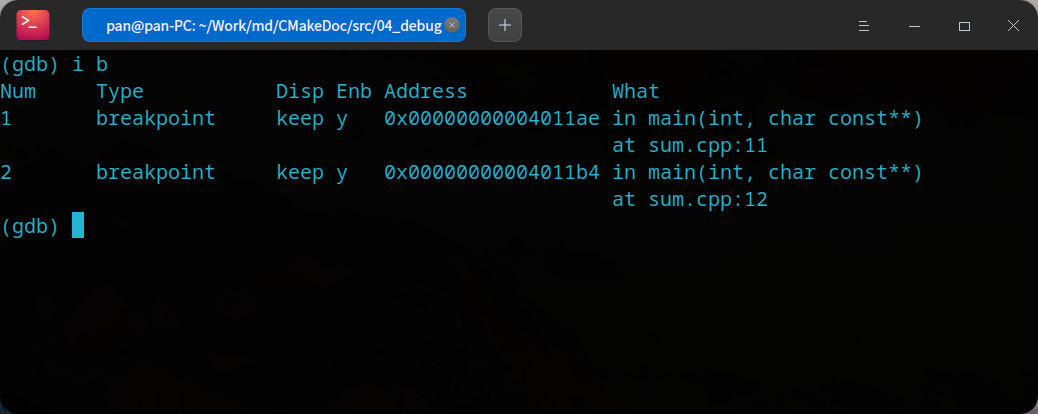 pan@pan-PC: ~/Work/md/CMakeDoc/src/04_debug
(gdb) i b
Num     Type           Disp Enb Address            What
1       breakpoint     keep y   0x00000000004011ae in main(int, char const**)
                                                   at sum.cpp:11
2       breakpoint     keep y   0x00000000004011b4 in main(int, char const**)
                                                   at sum.cpp:12
(gdb)